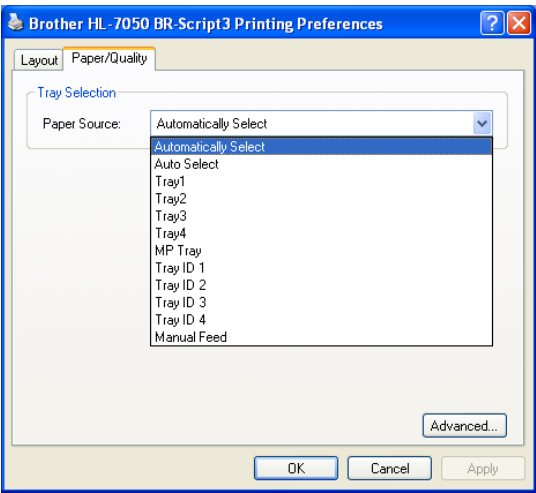 Brother HL-7050 BR-Script3 Printing Preferences
Layout Paper/Quality
Tray Selection
Paper Source: Automatically Select
Automatically Select
Auto Select
Tray1
Tray2
Tray3
Tray4
MP Tray
Tray ID 1
Tray ID 2
Tray ID 3
Tray ID 4
Manual Feed
Advanced...
OK Cancel Apply